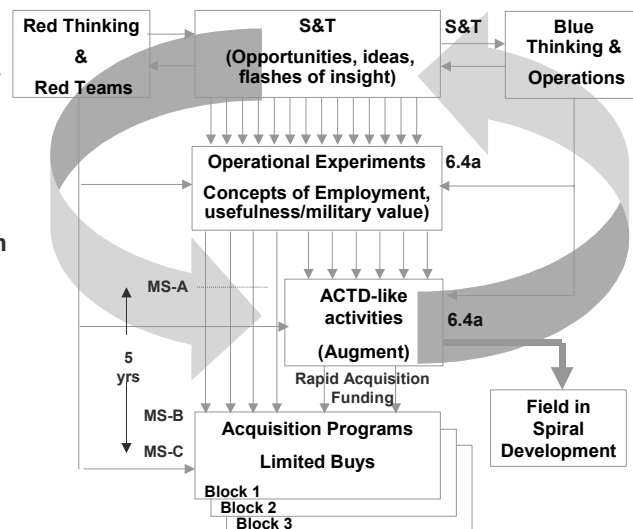 Red Thinking
&
Red Teams
S&T
(Opportunities, ideas,
flashes of insight)
S&T
Blue
Thinking &
Operations
Operational Experiments
Concepts of Employment,
usefulness/military value)
6.4a
MS-A
ACTD-like
activities
(Augment)
6.4a
5
yrs
Rapid Acquisition
Funding
MS-B
MS-C
Acquisition Programs
Limited Buys
Block 1
Block 2
Block 3
Field in
Spiral
Development